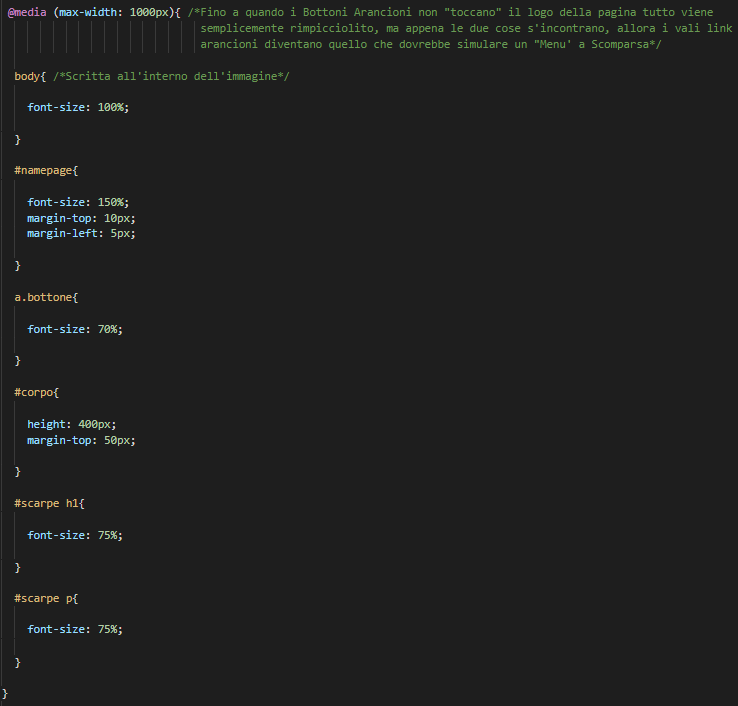 @media (max-width: 1000px){ /*Fino a quando i Bottoni Arancioni non "toccano" il logo della pagina tutto viene
semplicemente rimpicciolito, ma appena le due cose s'incontrano, allora i vali link
arancioni diventano quello che dovrebbe simulare un "Menu' a Scomparsa*/
body{ /*Scritta all'interno dell'immagine*/
font-size: 100%;
}
#namepage{
font-size: 150%;
margin-top: 10px;
margin-left: 5px;
}
a.bottone{
font-size: 70%;
}
#corpo{
height: 400px;
margin-top: 50px;
}
#scarpe h1{
font-size: 75%;
}
#scarpe p{
font-size: 75%;
}
}